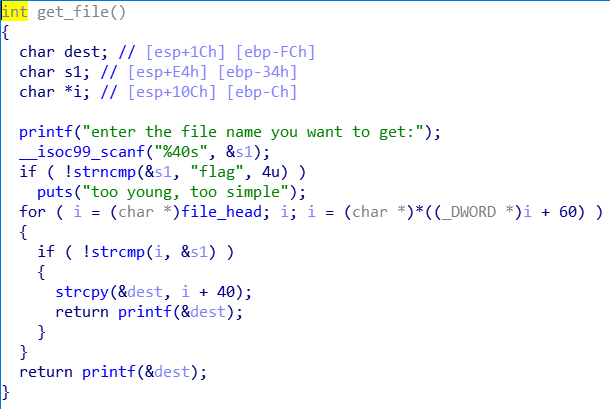 int get_file()
{
  char dest; // [esp+1Ch] [ebp-FCh]
  char s1; // [esp+E4h] [ebp-34h]
  char *i; // [esp+10Ch] [ebp-Ch]

  printf("enter the file name you want to get:");
  __isoc99_scanf("%40s", &s1);
  if ( !strncmp(&s1, "flag", 4u) )
    puts("too young, too simple");
  for ( i = (char *)file_head; i; i = (char *)*((_DWORD *)i + 60) )
  {
    if ( !strcmp(i, &s1) )
    {
      strcpy(&dest, i + 40);
      return printf(&dest);
    }
  }
  return printf(&dest);
}